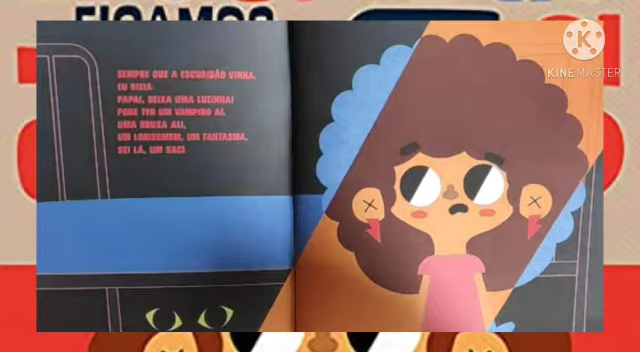 FICAMOS
KINEMASTER
SEMPRE QUE A ESCURIDÃO VINHA,
EU DIZIA:
PAPAI, DEIXA UMA LUZINHA!
PODE TER UM VAMPIRO AÍ,
UMA BRUXA ALI,
UM LOBISOMEM, UM FANTASMA,
SEI LÁ, UM SACI.